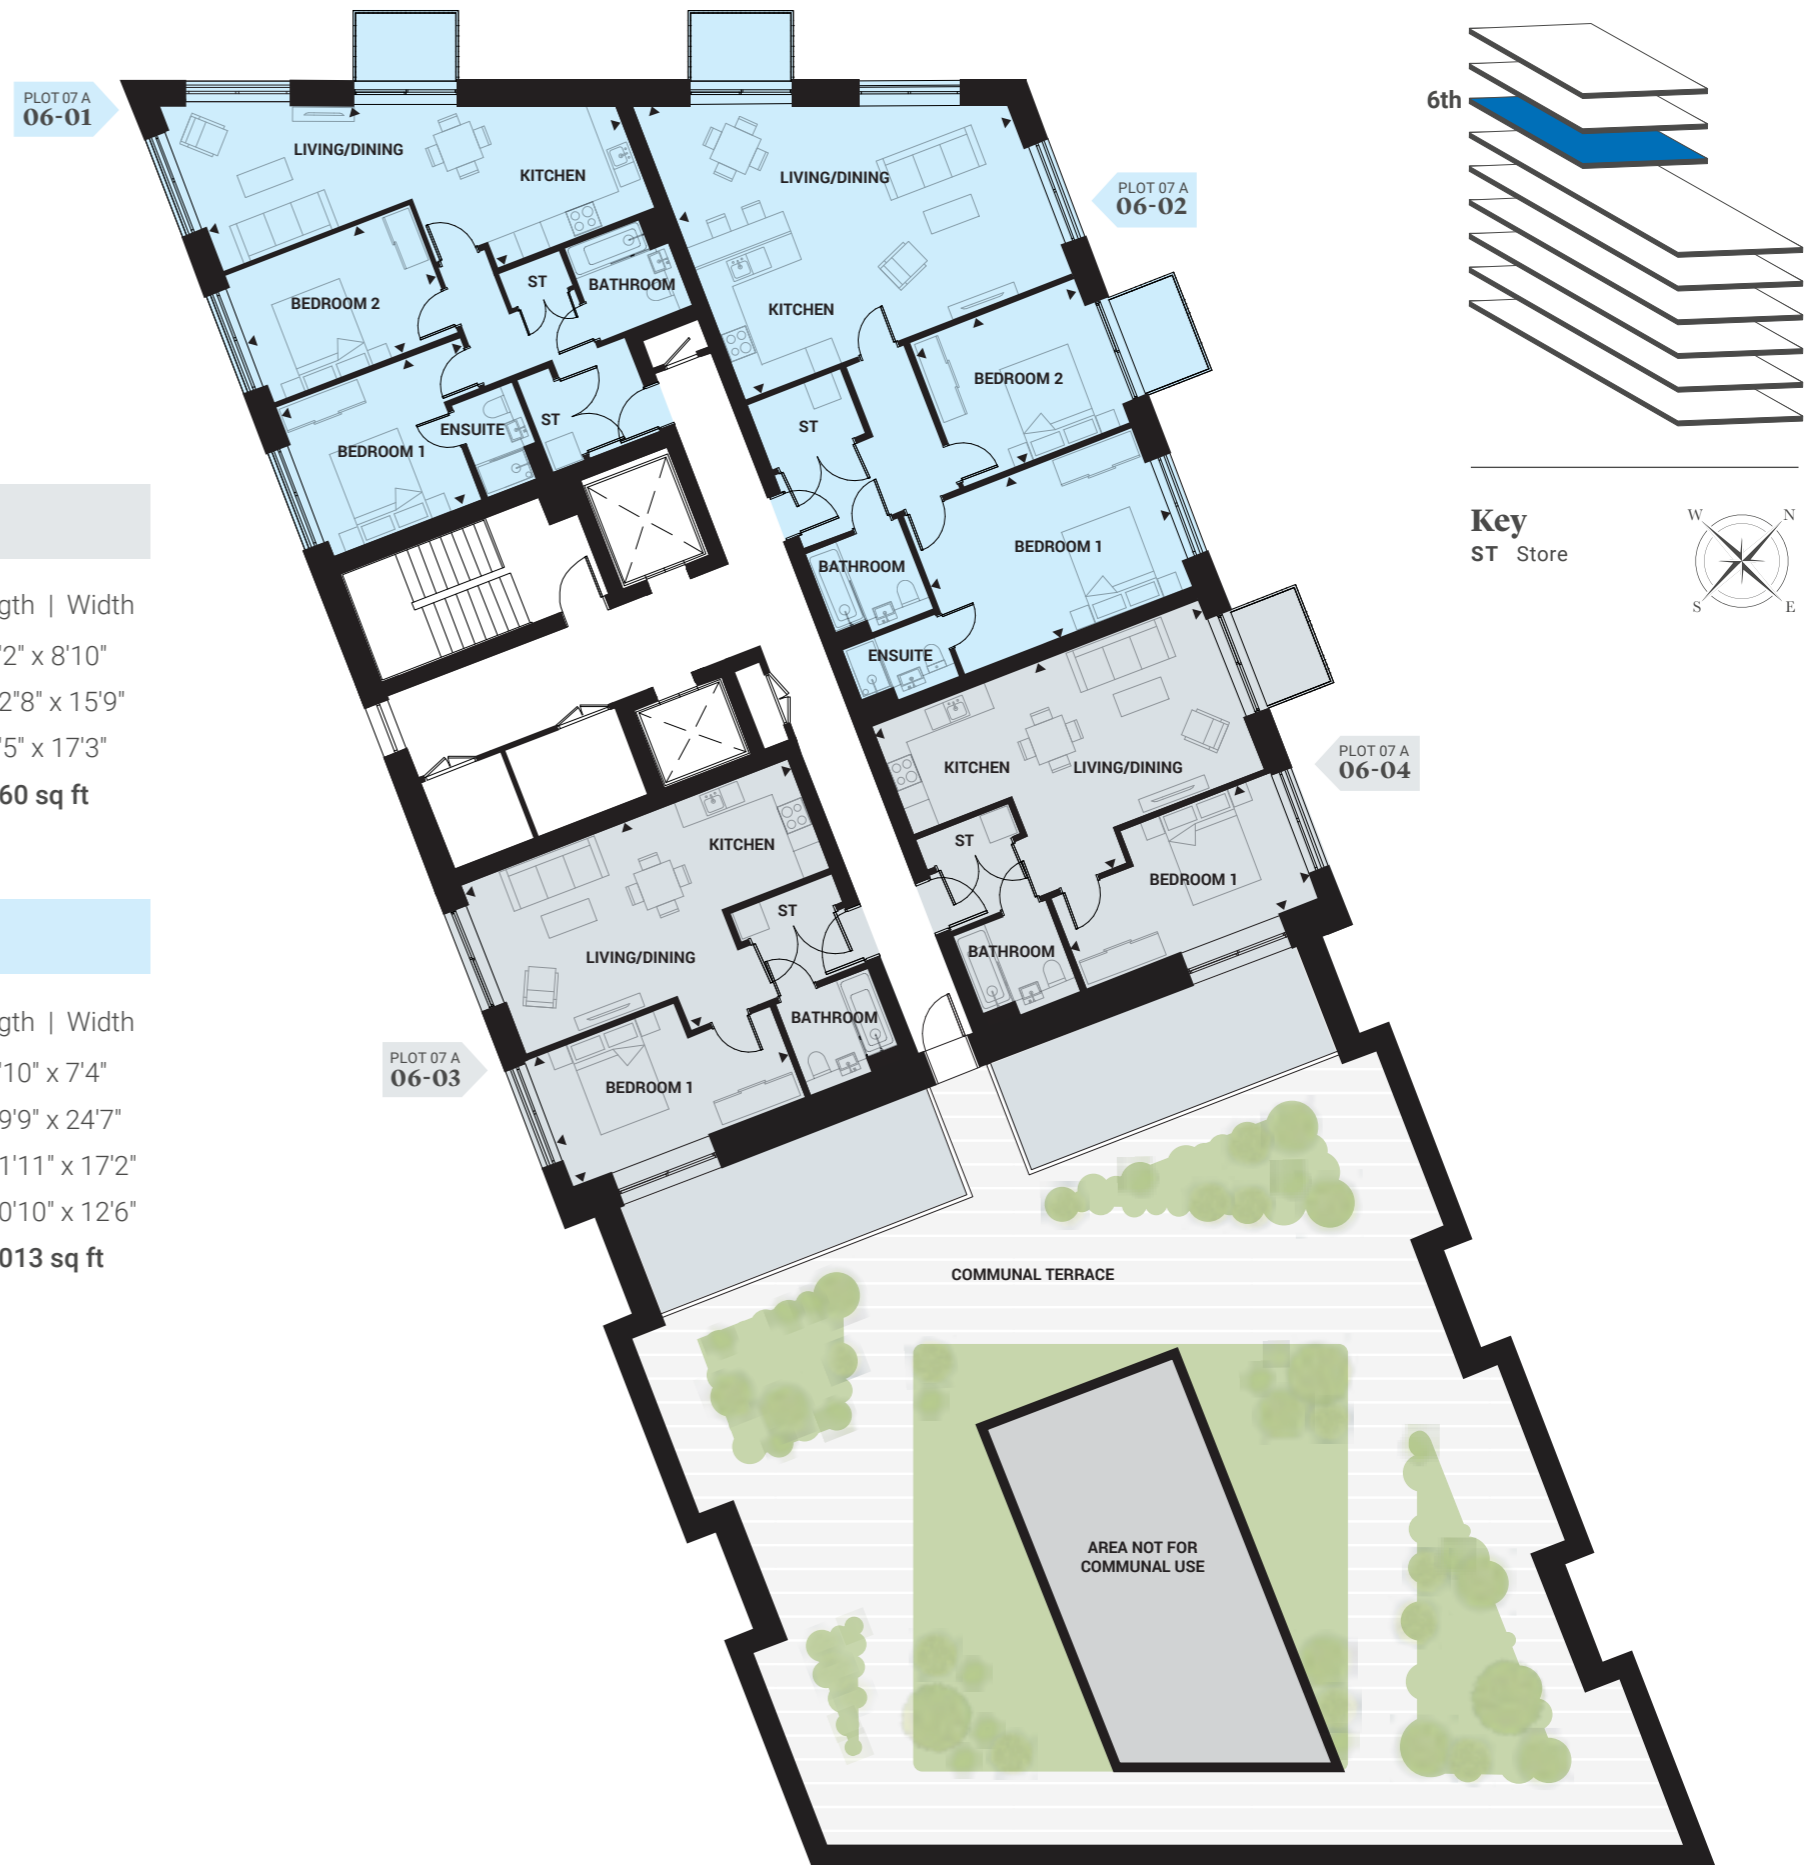 PLOT 07 A
06-01
LIVING/DINING
KITCHEN
BEDROOM 2
ST
BATHROOM
BEDROOM 1
ENSUITE
ST
LIVING/DINING
KITCHEN
PLOT 07 A
06-02
BEDROOM 2
ST
BEDROOM 1
BATHROOM
ENSUITE
6th
Key
ST Store
W
N
S
E
gth | Width
'2" x 8'10"
2"8" x 15'9"
'5" x 17'3"
60 sq ft
gth | Width
'10" x 7'4"
9'9" x 24'7"
1'11" x 17'2"
0'10" x 12'6"
013 sq ft
KITCHEN
LIVING/DINING
PLOT 07 A
06-04
ST
BEDROOM 1
BATHROOM
KITCHEN
ST
LIVING/DINING
BATHROOM
PLOT 07 A
06-03
BEDROOM 1
COMMUNAL TERRACE
AREA NOT FOR
COMMUNAL USE